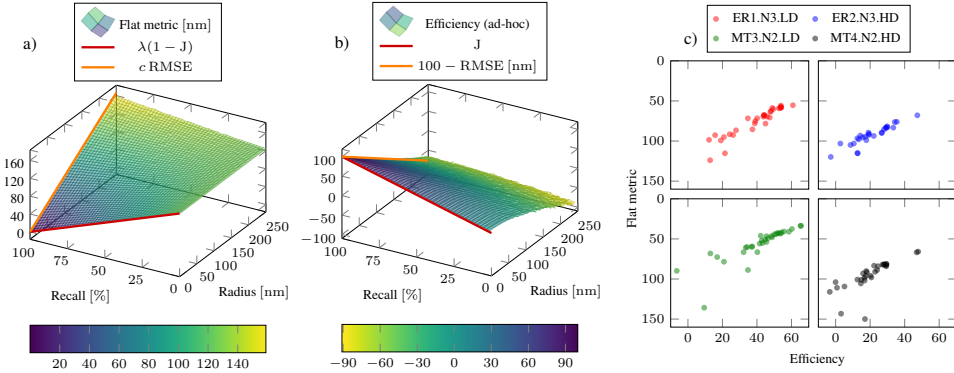 a)
Flat metric [nm]
λ(1 − J)
c RMSE
160
120
80
40
0
100
75
50
25
0
0
50
100
150
200
250
Recall [%]
Radius [nm]
20 40 60 80 100 120 140
b)
Efficiency (ad-hoc)
J
100 − RMSE [nm]
100
50
0
−50
−100
100
75
50
25
0
0
50
100
150
200
250
Recall [%]
Radius [nm]
−90 −60 −30 0 30 60 90
c)
ER1.N3.LD ER2.N3.HD
MT3.N2.LD MT4.N2.HD
0
50
100
150
0
50
100
150
Flat metric
0 20 40 60 0 20 40 60
Efficiency